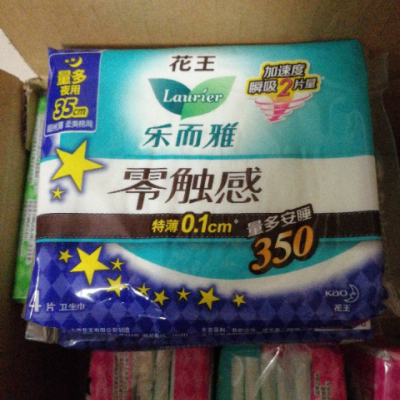 花王
Laurier
乐而雅
量多
夜用
35cm
加速度
瞬吸2片量
零触感
特薄0.1cm
量多安睡
350
4片 卫生巾
Kao
花王